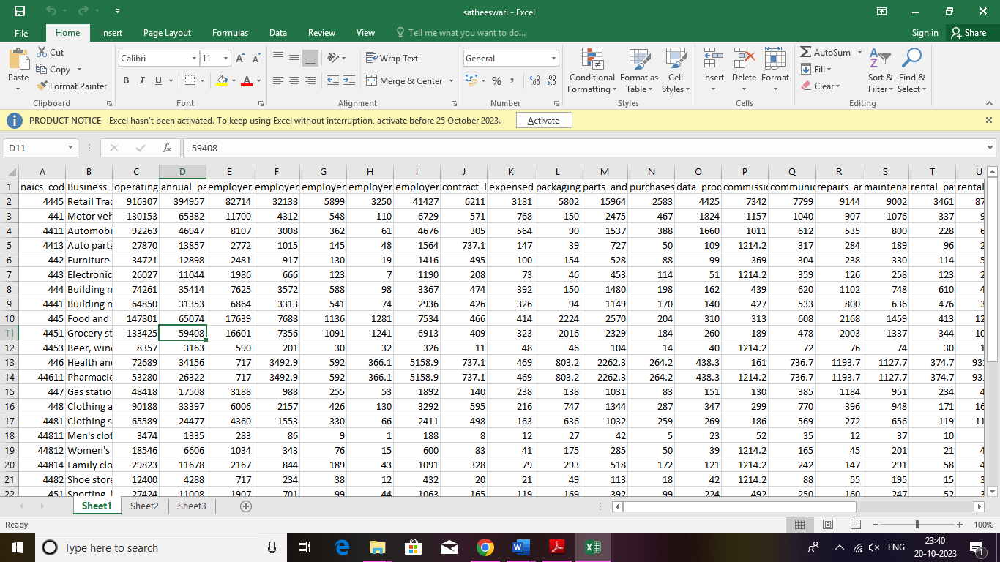 satheeswari - Excel
File Home Insert Page Layout Formulas Data Review View Tell me what you want to do... Sign in Share
Paste
Cut
Copy
Format Painter
Clipboard
Calibri 11
B I U
Font
Wrap Text
Merge & Center
Alignment
General
Number
Conditional Formatting
Format as Table
Cell Styles
Styles
Insert Delete Format
Cells
AutoSum
Fill
Clear
Sort & Filter
Find & Select
Editing
PRODUCT NOTICE Excel hasn't been activated. To keep using Excel without interruption, activate before 25 October 2023. Activate
D11 fx 59408
A B C D E F G H I J K L M N O P Q R S T U
1 naics_cod Business_ operating_ annual_pa employer_ employer_ employer_ employer_ employer_ contract_l expensed_ packaging_ parts_and_ purchases_ data_proc commissio communic repairs_an maintenan rental_pay rental
2 4445 Retail Trad 916307 394957 82714 32138 5899 3250 41427 6211 3181 5802 15964 2583 4425 7342 7799 9144 9002 3461 87
3 441 Motor veh 130153 65382 11700 4312 548 110 6729 571 768 150 2475 467 1824 1157 1040 907 1076 337 9
4 4411 Automobi 92263 46947 8107 3008 362 61 4676 305 564 90 1537 388 1660 1011 612 535 800 228 6
5 4413 Auto parts 27870 13857 2772 1015 145 48 1564 737.1 147 39 727 50 109 1214.2 317 284 189 96 2
6 442 Furniture 34721 12898 2481 917 130 19 1416 495 100 154 528 88 99 369 304 238 330 114 5
7 443 Electronic 26027 11044 1986 666 123 7 1190 208 73 46 453 114 51 1214.2 359 126 258 123 2
8 444 Building m 74261 35414 7625 3572 588 98 3367 474 392 150 1480 198 162 439 620 1102 748 610 4
9 4441 Building m 64850 31353 6864 3313 541 74 2936 426 326 94 1149 170 140 427 533 800 636 476 3
10 445 Food and 147801 65074 17639 7688 1136 1281 7534 466 414 2224 2570 204 310 313 608 2168 1459 413 12
11 4451 Grocery st 133425 59408 16601 7356 1091 1241 6913 409 323 2016 2329 184 260 189 478 2003 1337 344 10
12 4453 Beer, wine 8357 3163 590 201 30 32 326 11 48 46 104 14 40 1214.2 72 76 74 30 1
13 446 Health and 72689 34156 717 3492.9 592 366.1 5158.9 737.1 469 803.2 2262.3 264.2 438.3 161 736.7 1193.7 1127.7 374.7 93
14 44611 Pharmacie 53280 26322 717 3492.9 592 366.1 5158.9 737.1 469 803.2 2262.3 264.2 438.3 1214.2 736.7 1193.7 1127.7 374.7 93
15 447 Gas statio 48418 17508 3188 988 255 53 1892 140 238 138 1031 83 151 130 385 1184 951 234 4
16 448 Clothing a 90188 33397 6006 2157 426 130 3292 595 216 747 1344 287 347 299 770 396 948 171 16
17 4481 Clothing s 65589 24477 4360 1553 330 66 2411 498 163 636 1032 259 269 186 569 272 656 119 11
18 44811 Men's clot 3474 1335 283 86 9 1 188 8 12 27 42 5 23 52 35 12 37 10
19 44812 Women's 18546 6606 1034 343 76 15 600 83 41 175 285 50 39 1214.2 165 45 201 21 4
20 44814 Family clo 29823 11678 2167 844 189 43 1091 328 79 293 518 172 121 1214.2 242 147 291 58 4
21 4482 Shoe store 12400 4288 717 234 38 12 432 20 21 49 113 18 42 1214.2 88 55 195 15 3
22 451 Sporting, 27424 11008 1907 701 99 44 1063 165 119 169 392 99 224 492 250 160 247 52 3
Sheet1 Sheet2 Sheet3
Ready 100%
Type here to search ENG 23:40
20-10-2023 1